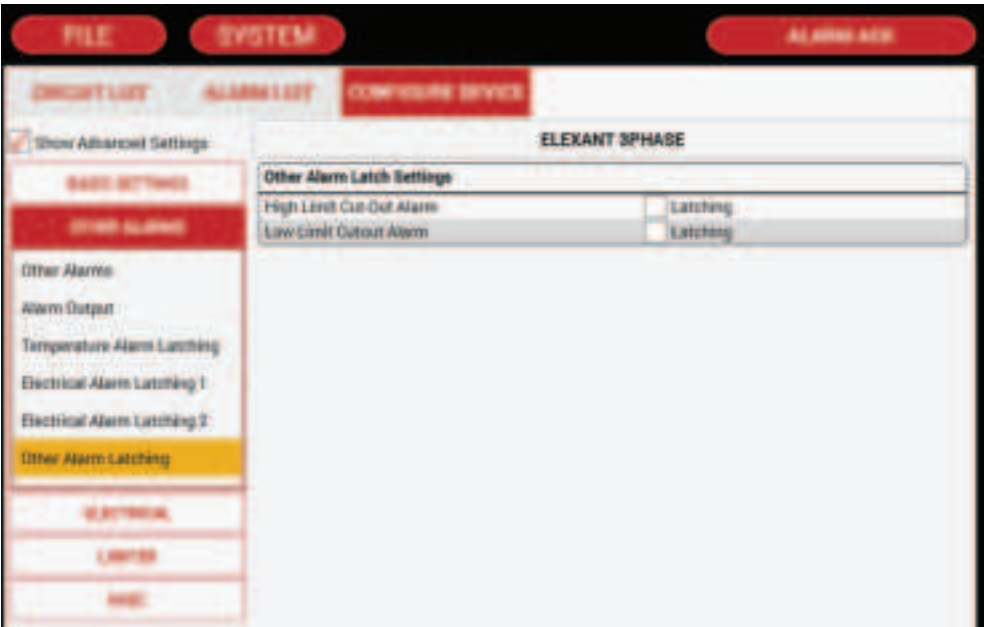 FILE
SYSTEM
ALARM ACK
CIRCUIT LIST
ALARM LIST
CONFIGURE DEVICE
Show Advanced Settings
ELEXANT 3PHASE
BASIC SETTINGS
OTHER ALARMS
Other Alarms
Alarm Output
Temperature Alarm Latching
Electrical Alarm Latching 1
Electrical Alarm Latching 2
Other Alarm Latching
ELECTRICAL
LIMITER
MISC
Other Alarm Latch Settings
High Limit Cut-Out Alarm Latching
Low Limit Cutout Alarm Latching